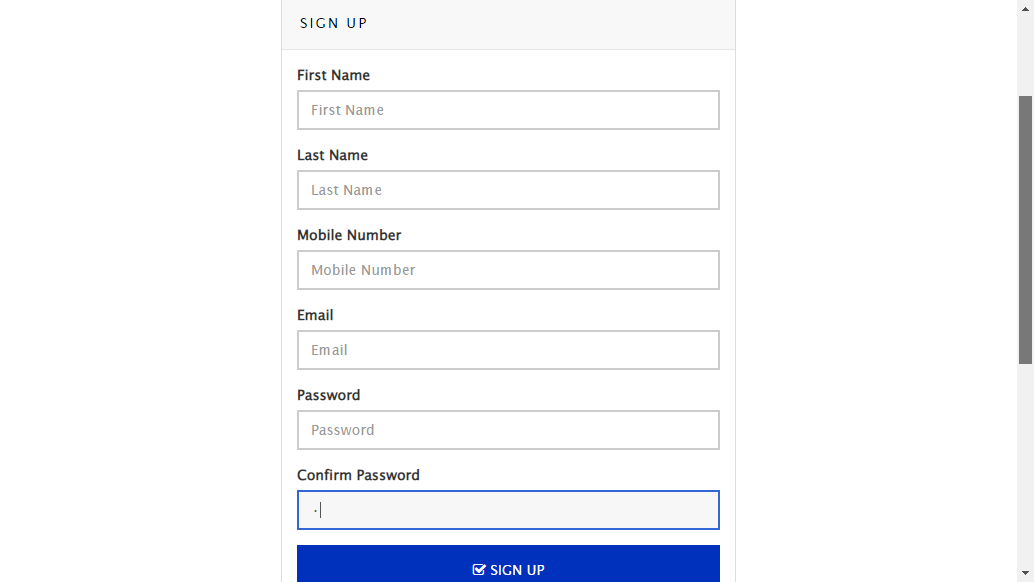 SIGN UP
First Name
First Name
Last Name
Last Name
Mobile Number
Mobile Number
Email
Email
Password
Password
Confirm Password
SIGN UP